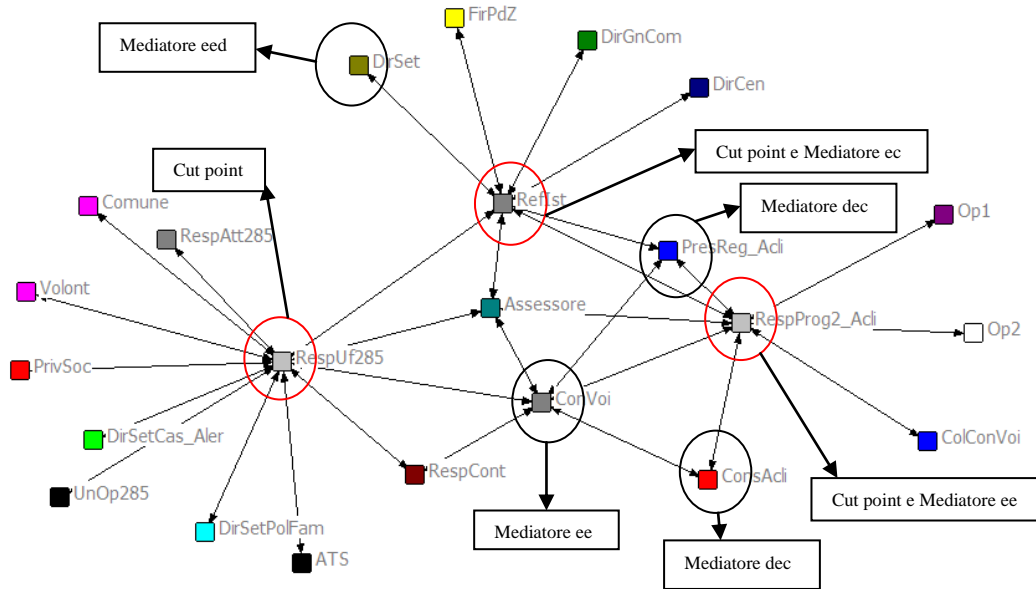 FirPdZ
Mediatore eed
DirGnCom
DirSet
DirCen
Cut point e Mediatore ec
Cut point
Comune
RefIst
Mediatore dec
Op1
RespAtt285
PresReg_Acli
Volont
Assessore
RespProg2_Acli
Op2
RespUf285
PrivSoc
ConVoi
DirSetCas_Aler
ColConVoi
RespCont
ConsAcli
UnOp285
Cut point e Mediatore ee
DirSetPolFam
Mediatore ee
Mediatore dec
ATS